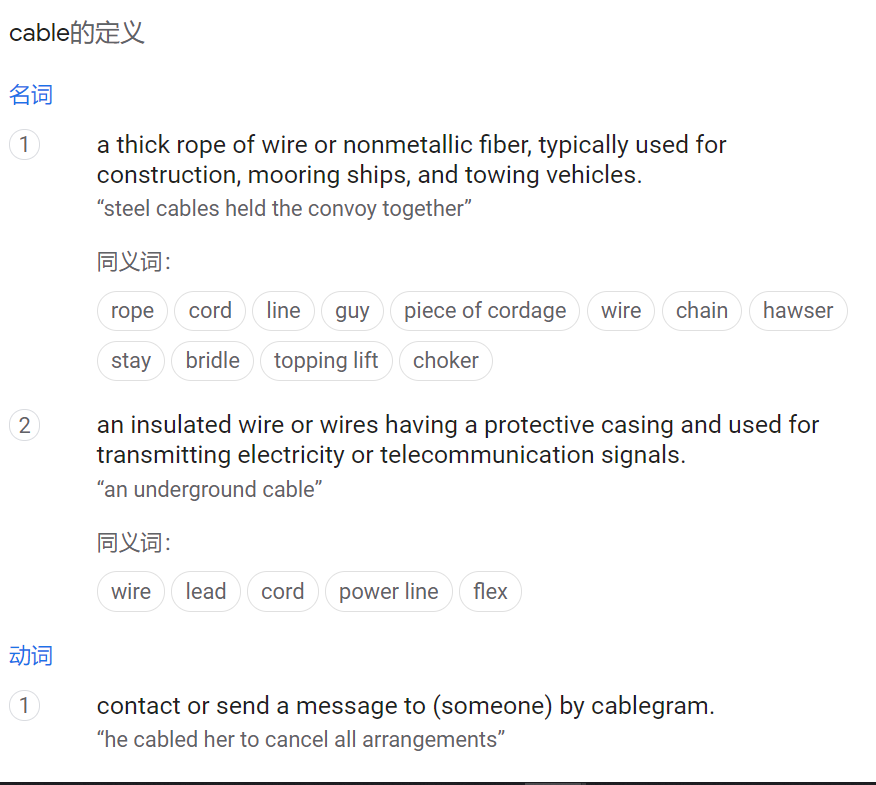 cable的定义
名词
1 a thick rope of wire or nonmetallic fiber, typically used for
construction, mooring ships, and towing vehicles.
“steel cables held the convoy together”
同义词：
rope cord line guy piece of cordage wire chain hawser
stay bridle topping lift choker
2 an insulated wire or wires having a protective casing and used for
transmitting electricity or telecommunication signals.
“an underground cable”
同义词：
wire lead cord power line flex
动词
1 contact or send a message to (someone) by cablegram.
“he cabled her to cancel all arrangements”